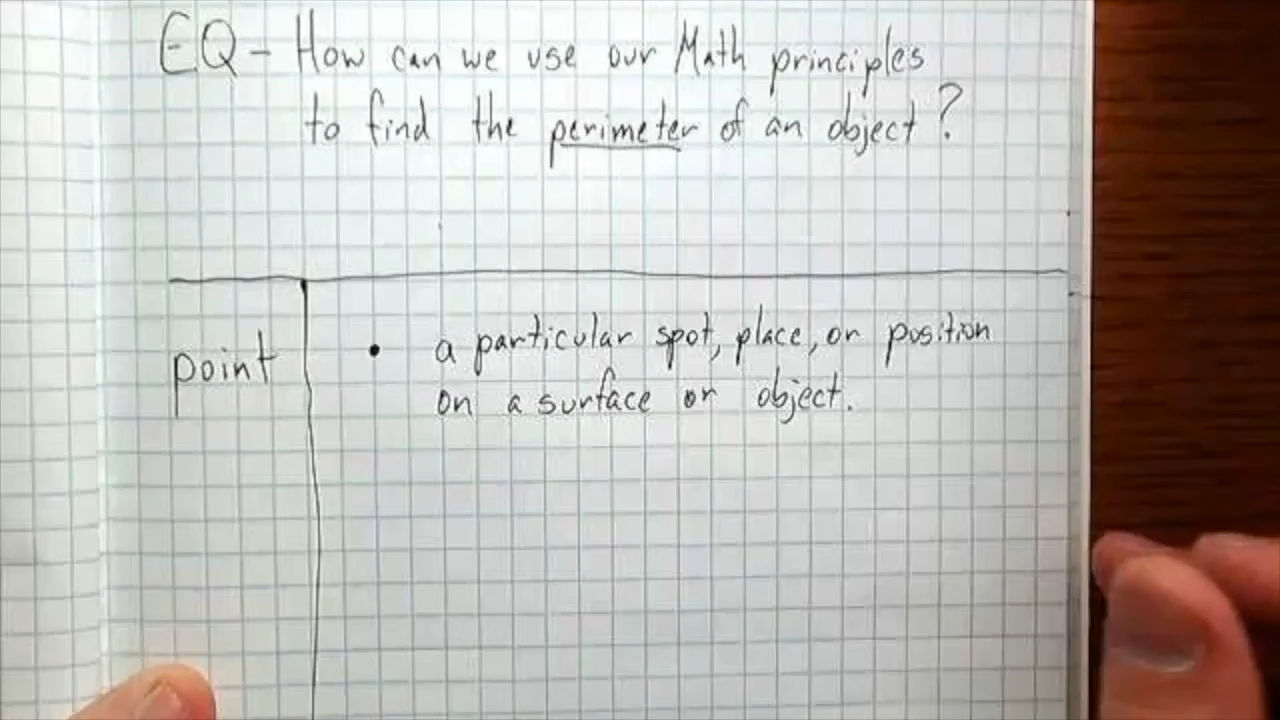 EQ - How can we use our Math principles
to find the perimeter of an object?
point
• a particular spot, place, or position
on a surface or object.